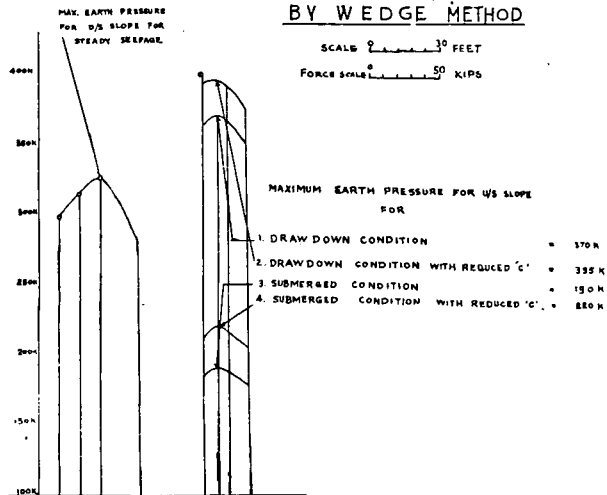 MAX. EARTH PRESSURE
FOR D/S SLOPE FOR
STEADY SEEPAGE.
BY WEDGE METHOD
SCALE 0 30 FEET
FORCE SCALE 0 50 KIPS
400K
350K
300K
250K
200K
150K
100K
MAXIMUM EARTH PRESSURE FOR U/S SLOPE
FOR
1. DRAW DOWN CONDITION = 370 K
2. DRAWDOWN CONDITION WITH REDUCED 'C' = 395 K
3. SUBMERGED CONDITION = 190 K
4. SUBMERGED CONDITION WITH REDUCED 'C'. = 220 K